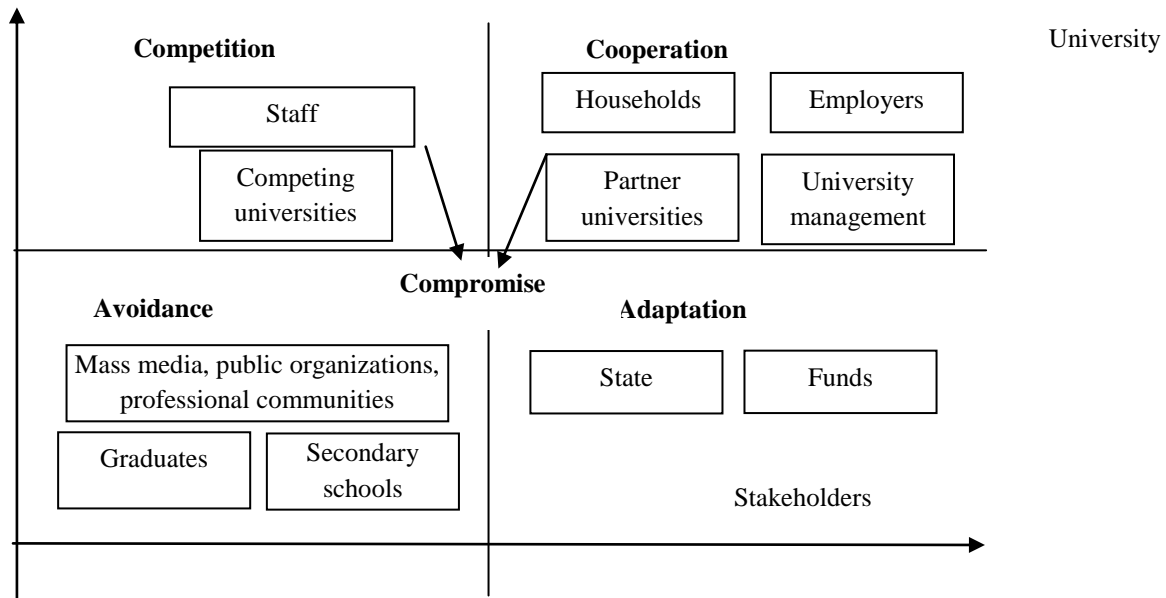 University
Competition
Cooperation
Staff
Households
Employers
Competing
universities
Partner
universities
University
management
Compromise
Avoidance
Adaptation
Mass media, public organizations,
professional communities
State
Funds
Graduates
Secondary
schools
Stakeholders